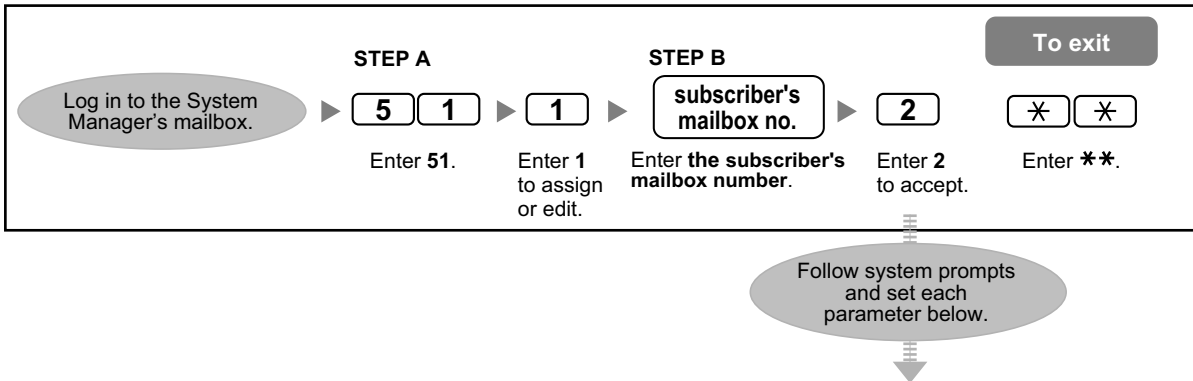 To exit
STEP A
STEP B
Log in to the System
Manager's mailbox.
5 1
1
subscriber's
mailbox no.
2
* *
Enter 51.
Enter 1
to assign
or edit.
Enter the subscriber's
mailbox number.
Enter 2
to accept.
Enter **.
Follow system prompts
and set each
parameter below.